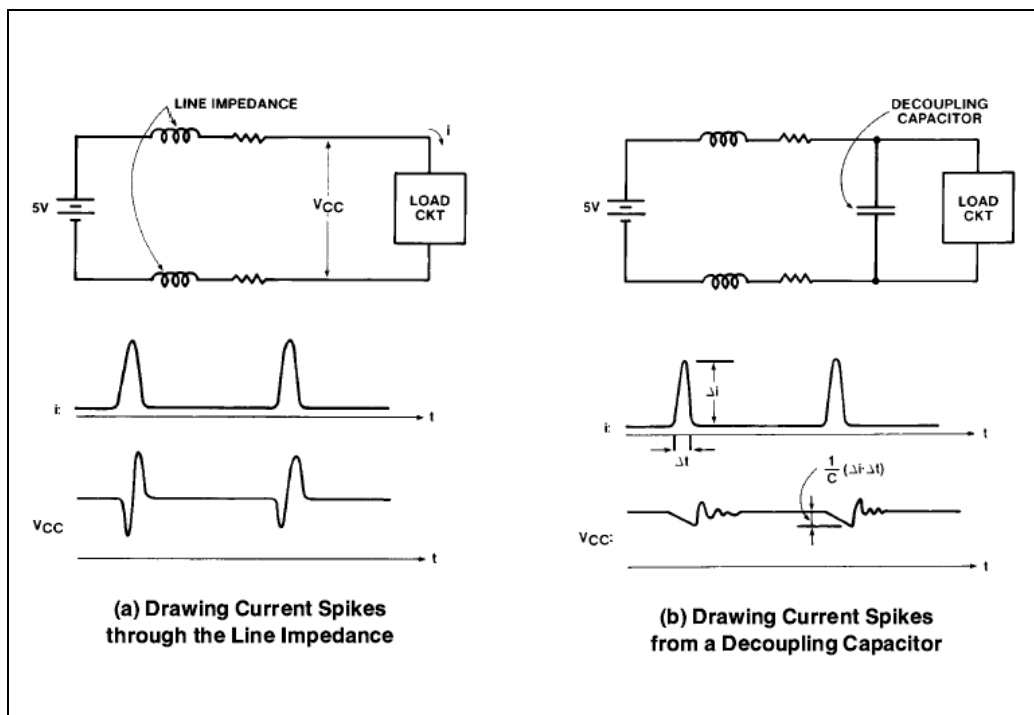 LINE IMPEDANCE
i
5V
VCC
LOAD
CKT
i:
t
VCC
t
(a) Drawing Current Spikes
through the Line Impedance
DECOUPLING
CAPACITOR
5V
LOAD
CKT
Δi
i:
t
Δt
1/C (Δi·Δt)
VCC:
t
(b) Drawing Current Spikes
from a Decoupling Capacitor